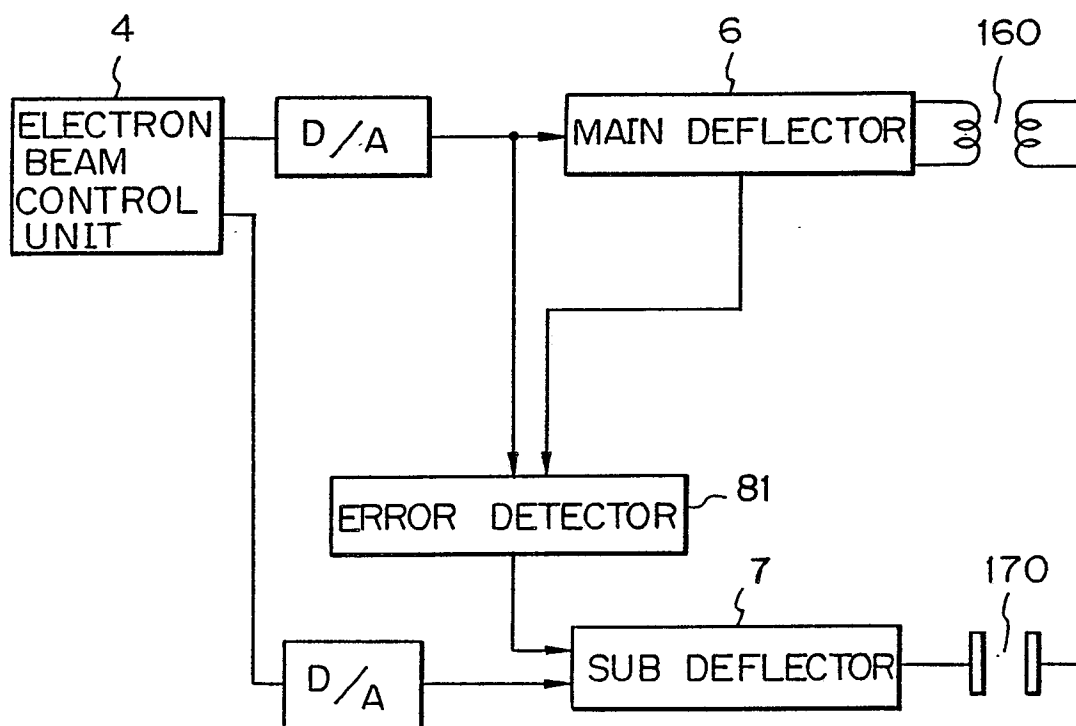 4
6
160
ELECTRON
BEAM
CONTROL
UNIT
D/A
MAIN DEFLECTOR
ERROR DETECTOR
81
7
170
D/A
SUB DEFLECTOR